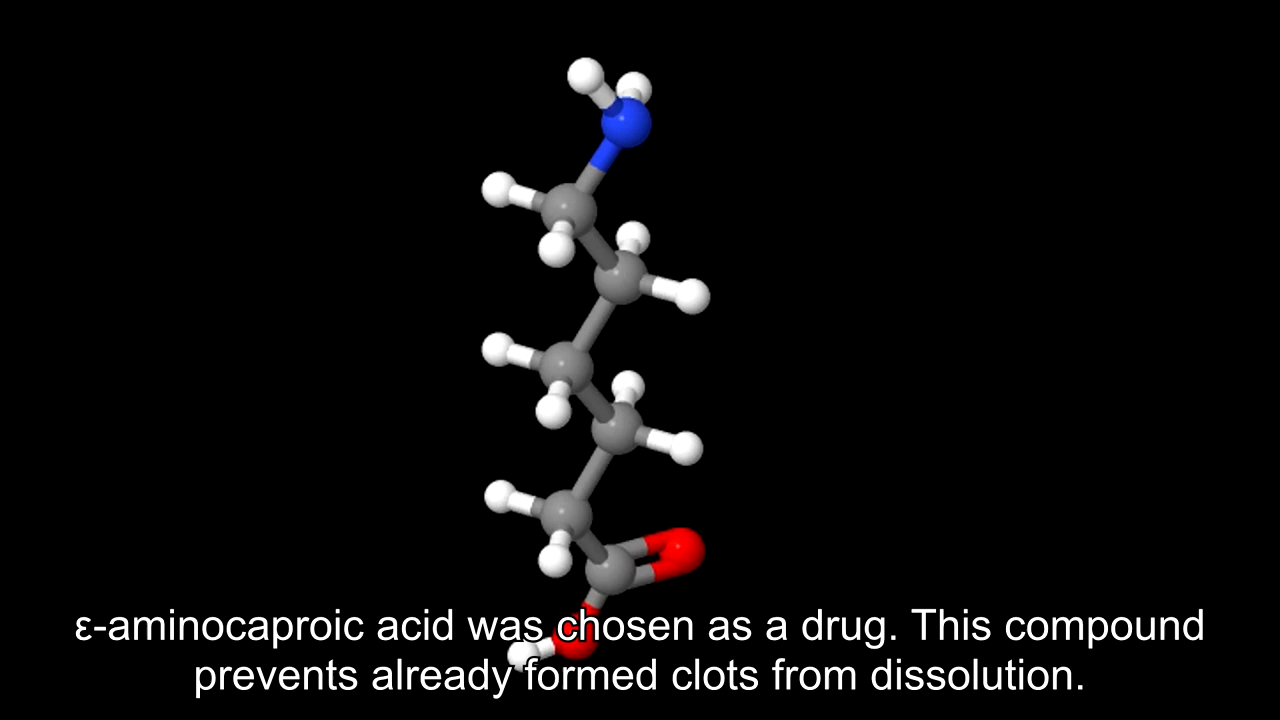 ε-aminocaproic acid was chosen as a drug. This compound
prevents already formed clots from dissolution.